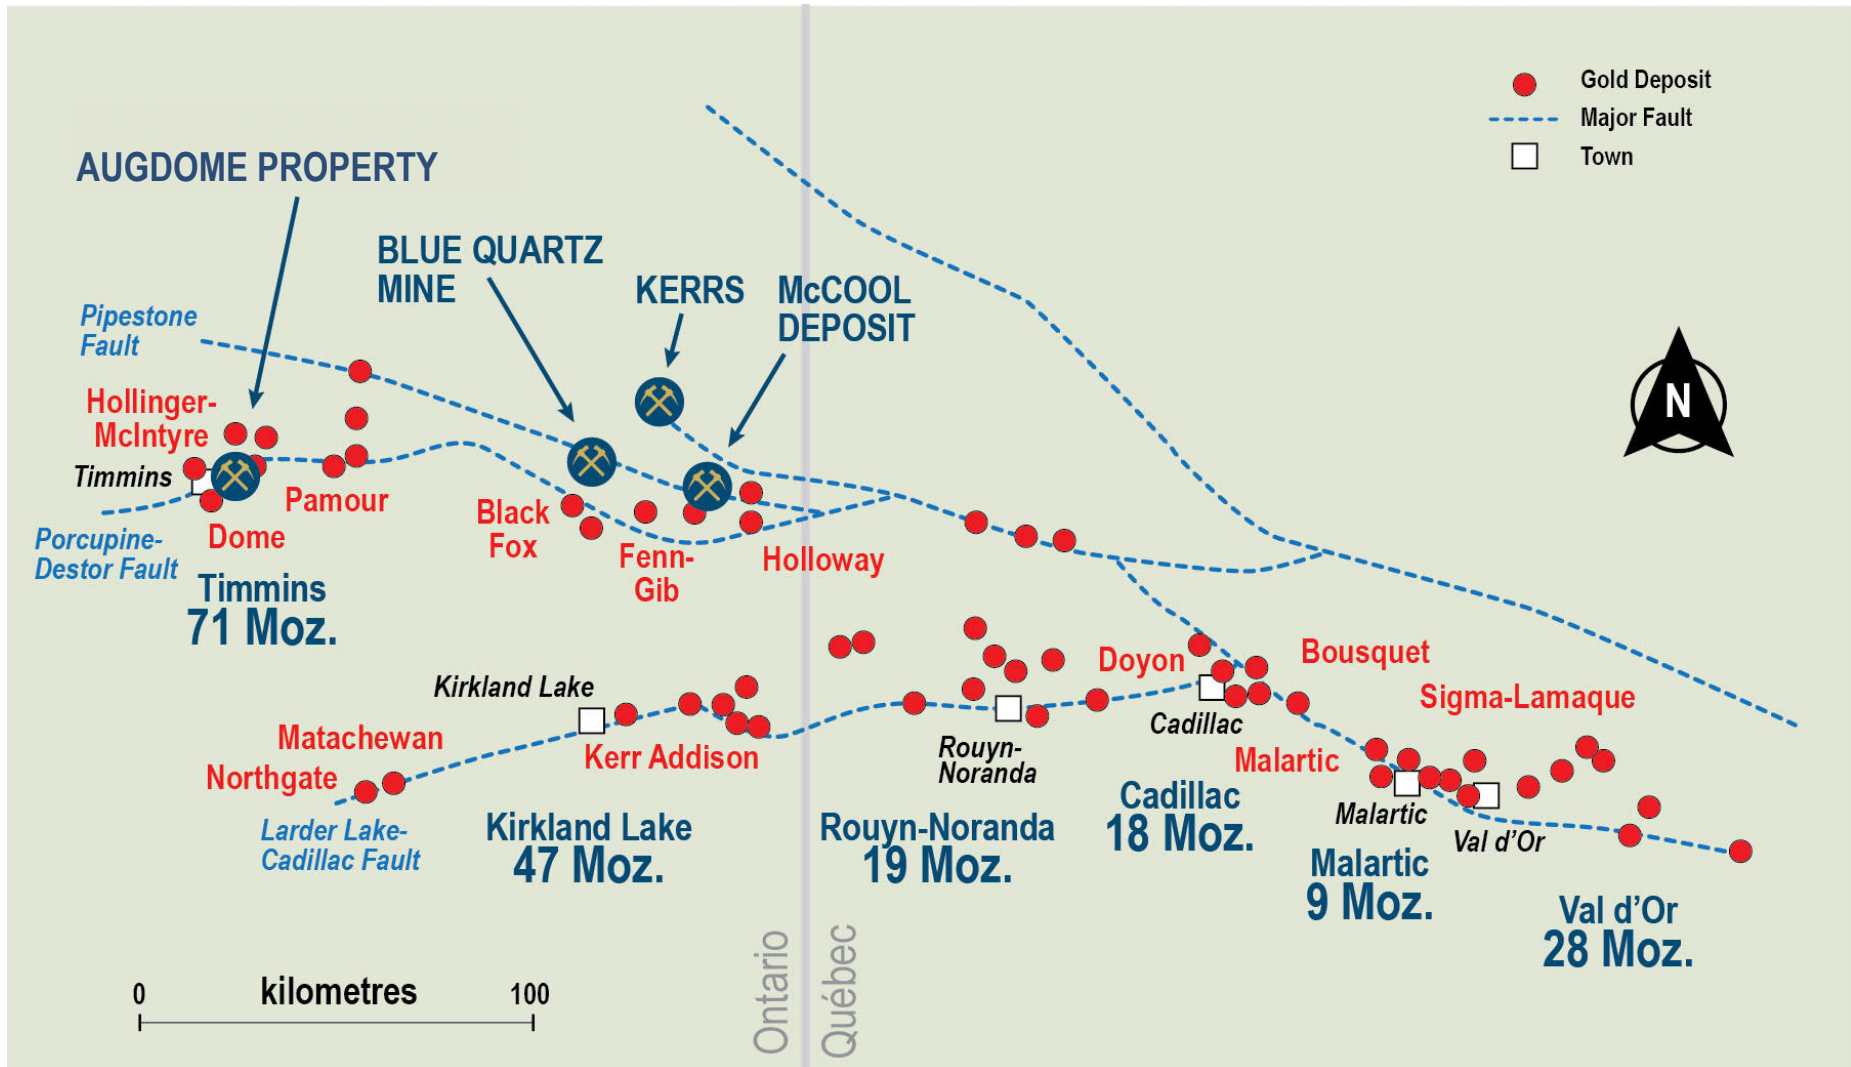 Gold Deposit
Major Fault
Town
AUGDOME PROPERTY
BLUE QUARTZ
MINE
KERRS
McCOOL
DEPOSIT
Pipestone
Fault
Hollinger-
McIntyre
Timmins
Pamour
Dome
Porcupine-
Destor Fault
Timmins
71 Moz.
Black
Fox
Fenn-
Gib
Holloway
N
Kirkland Lake
Matachewan
Northgate
Kerr Addison
Larder Lake-
Cadillac Fault
Kirkland Lake
47 Moz.
Rouyn-
Noranda
Rouyn-Noranda
19 Moz.
Doyon
Bousquet
Cadillac
Sigma-Lamaque
Malartic
Cadillac
18 Moz.
Malartic
Val d’Or
Malartic
9 Moz.
Val d’Or
28 Moz.
0
kilometres
100
Ontario
Québec